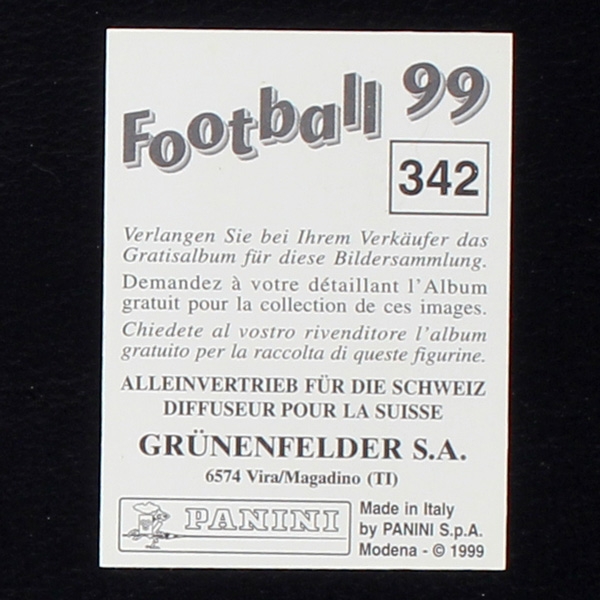 Football 99
342
Verlangen Sie bei Ihrem Verkäufer das
Gratisalbum für diese Bildersammlung.
Demandez à votre détaillant l'Album
gratuit pour la collection de ces images.
Chiedete al vostro rivenditore l'album
gratuito per la raccolta di queste figurine.
ALLEINVERTRIEB FÜR DIE SCHWEIZ
DIFFUSEUR POUR LA SUISSE
GRÜNENFELDER S.A.
6574 Vira/Magadino (TI)
PANINI
Made in Italy
by PANINI S.p.A.
Modena - © 1999